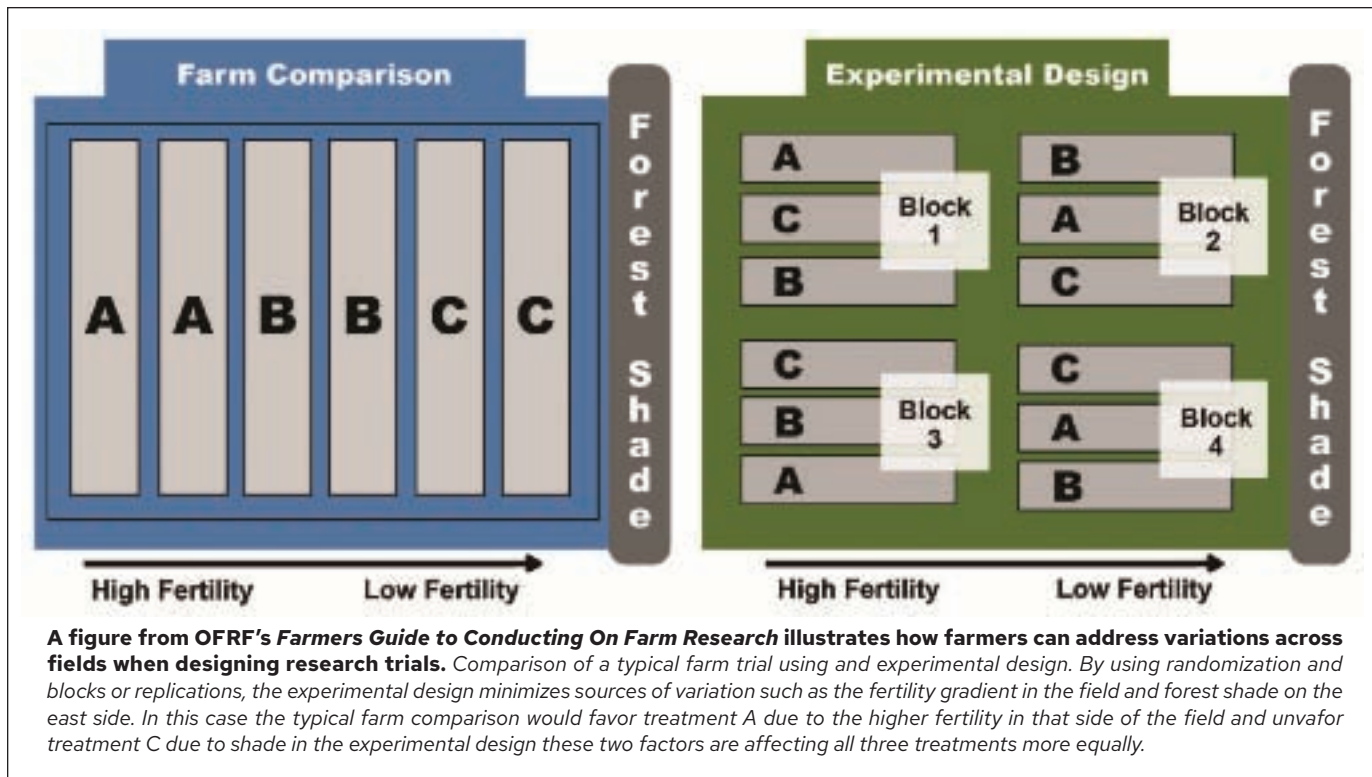 Farm Comparison
A A B B C C
Forest Shade
High Fertility Low Fertility
Experimental Design
A
C
B
Block
1
B
A
C
Block
2
C
B
A
Block
3
C
A
B
Block
4
Forest Shade
High Fertility Low Fertility
A figure from OFRF's Farmers Guide to Conducting On Farm Research illustrates how farmers can address variations across
fields when designing research trials. Comparison of a typical farm trial using and experimental design. By using randomization and
blocks or replications, the experimental design minimizes sources of variation such as the fertility gradient in the field and forest shade on the
east side. In this case the typical farm comparison would favor treatment A due to the higher fertility in that side of the field and unvafor
treatment C due to shade in the experimental design these two factors are affecting all three treatments more equally.